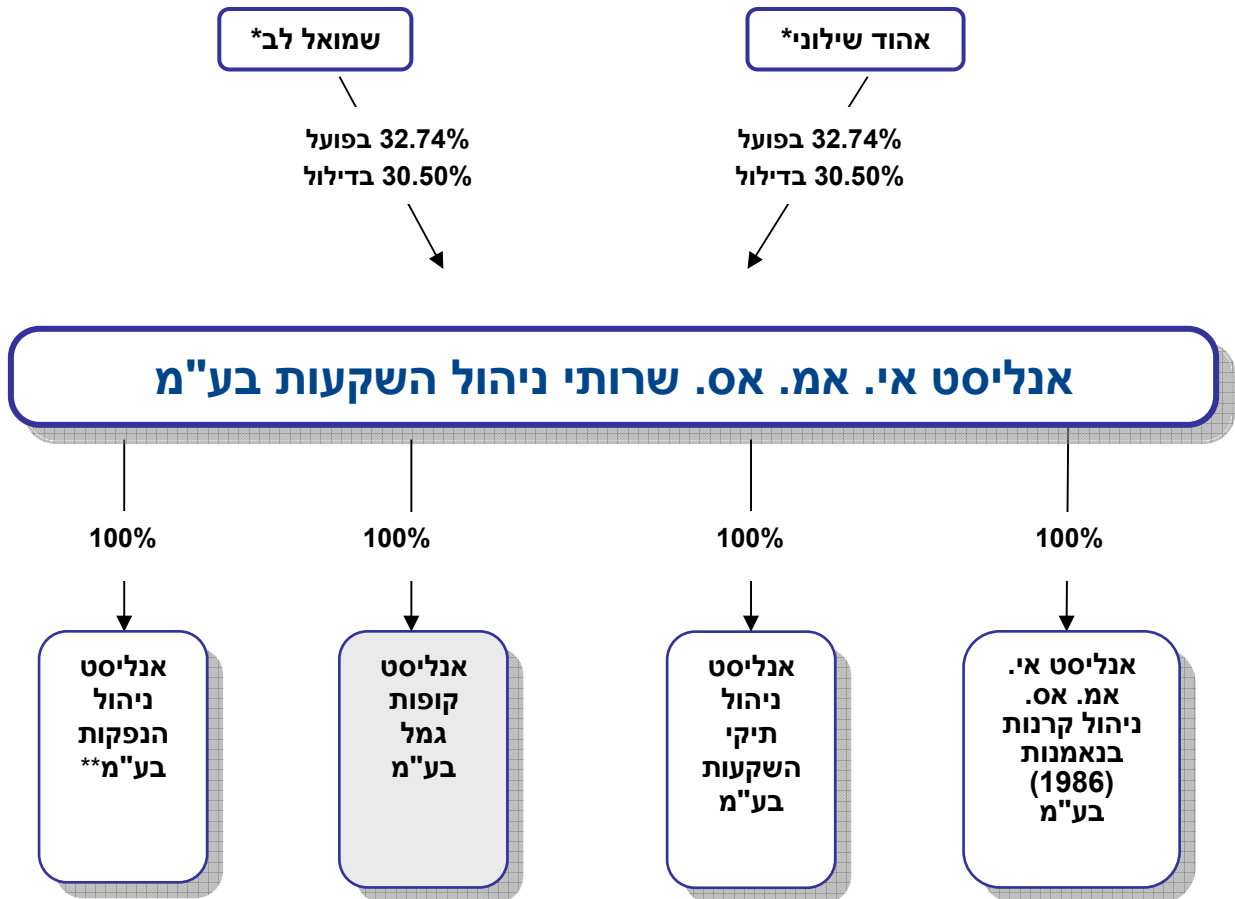 אהוד שילוני*
שמואל לב*
32.74% בפועל
30.50% בדילול
32.74% בפועל
30.50% בדילול
אנליסט אי. אמ. אס. שרותי ניהול השקעות בע"מ
100%
100%
100%
100%
אנליסט אי.
אמ. אס.
ניהול קרנות
בנאמנות
(1986)
בע"מ
אנליסט
ניהול
תיקי
השקעות
בע"מ
אנליסט
קופות
גמל
בע"מ
אנליסט
ניהול
הנפקות
בע"מ**